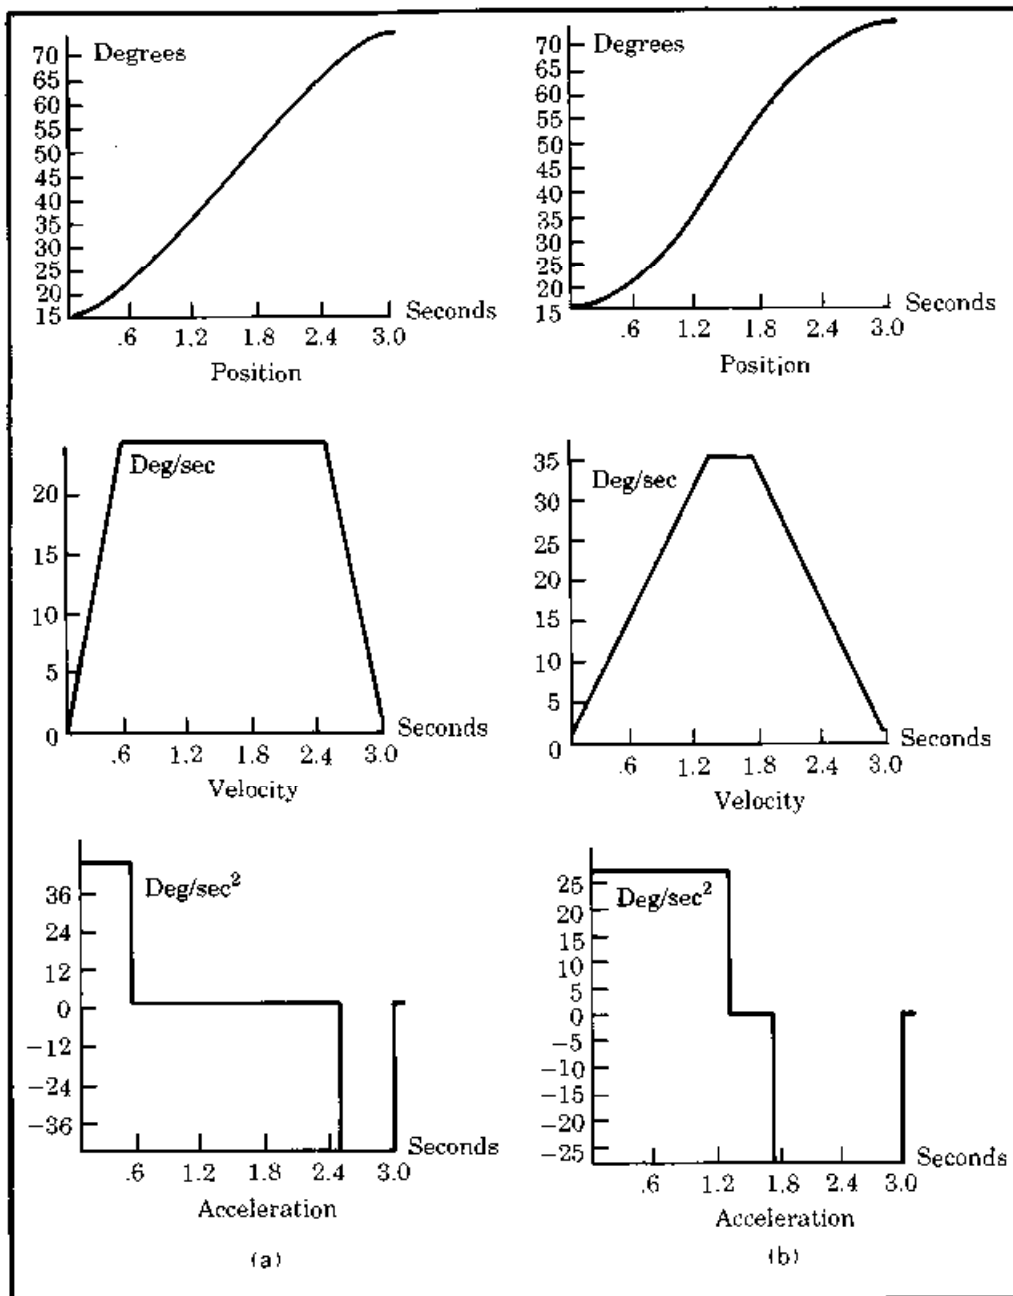 Degrees
70
65
60
55
50
45
40
35
30
25
20
15
.6 1.2 1.8 2.4 3.0
Seconds
Position
Degrees
70
65
60
55
50
45
40
35
30
25
20
15
.6 1.2 1.8 2.4 3.0
Seconds
Position
Deg/sec
20
15
10
5
0
.6 1.2 1.8 2.4 3.0
Seconds
Velocity
Deg/sec
35
30
25
20
15
10
5
0
.6 1.2 1.8 2.4 3.0
Seconds
Velocity
Deg/sec²
36
24
12
0
−12
−24
−36
.6 1.2 1.8 2.4 3.0
Seconds
Acceleration
(a)
Deg/sec²
25
20
15
10
5
0
−5
−10
−15
−20
−25
.6 1.2 1.8 2.4 3.0
Seconds
Acceleration
(b)